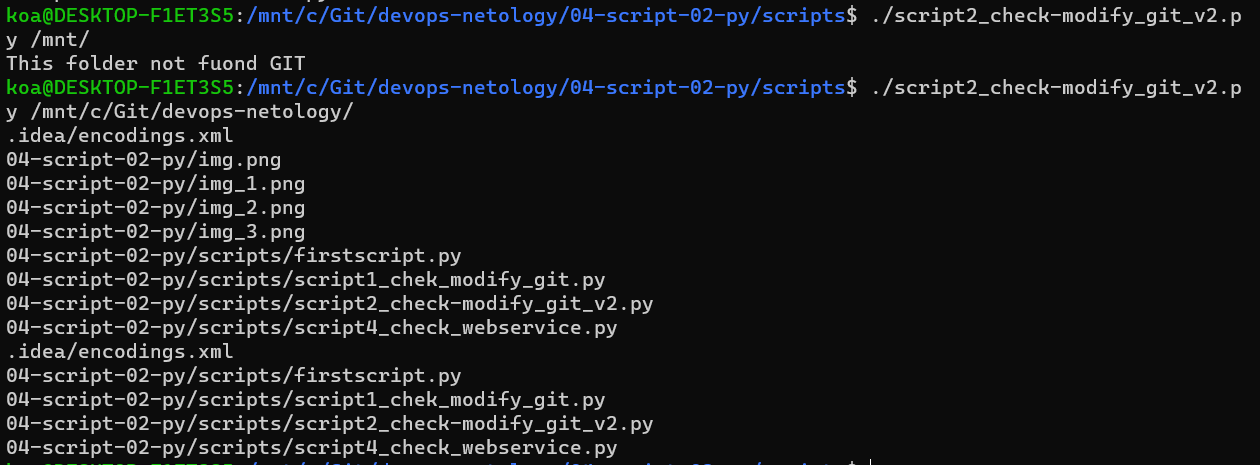 koa@DESKTOP-F1ET3S5:/mnt/c/Git/devops-netology/04-script-02-py/scripts$ ./script2_check-modify_git_v2.p
y /mnt/
This folder not fuond GIT
koa@DESKTOP-F1ET3S5:/mnt/c/Git/devops-netology/04-script-02-py/scripts$ ./script2_check-modify_git_v2.p
y /mnt/c/Git/devops-netology/
.idea/encodings.xml
04-script-02-py/img.png
04-script-02-py/img_1.png
04-script-02-py/img_2.png
04-script-02-py/img_3.png
04-script-02-py/scripts/firstscript.py
04-script-02-py/scripts/script1_chek_modify_git.py
04-script-02-py/scripts/script2_check-modify_git_v2.py
04-script-02-py/scripts/script4_check_webservice.py
.idea/encodings.xml
04-script-02-py/scripts/firstscript.py
04-script-02-py/scripts/script1_chek_modify_git.py
04-script-02-py/scripts/script2_check-modify_git_v2.py
04-script-02-py/scripts/script4_check_webservice.py